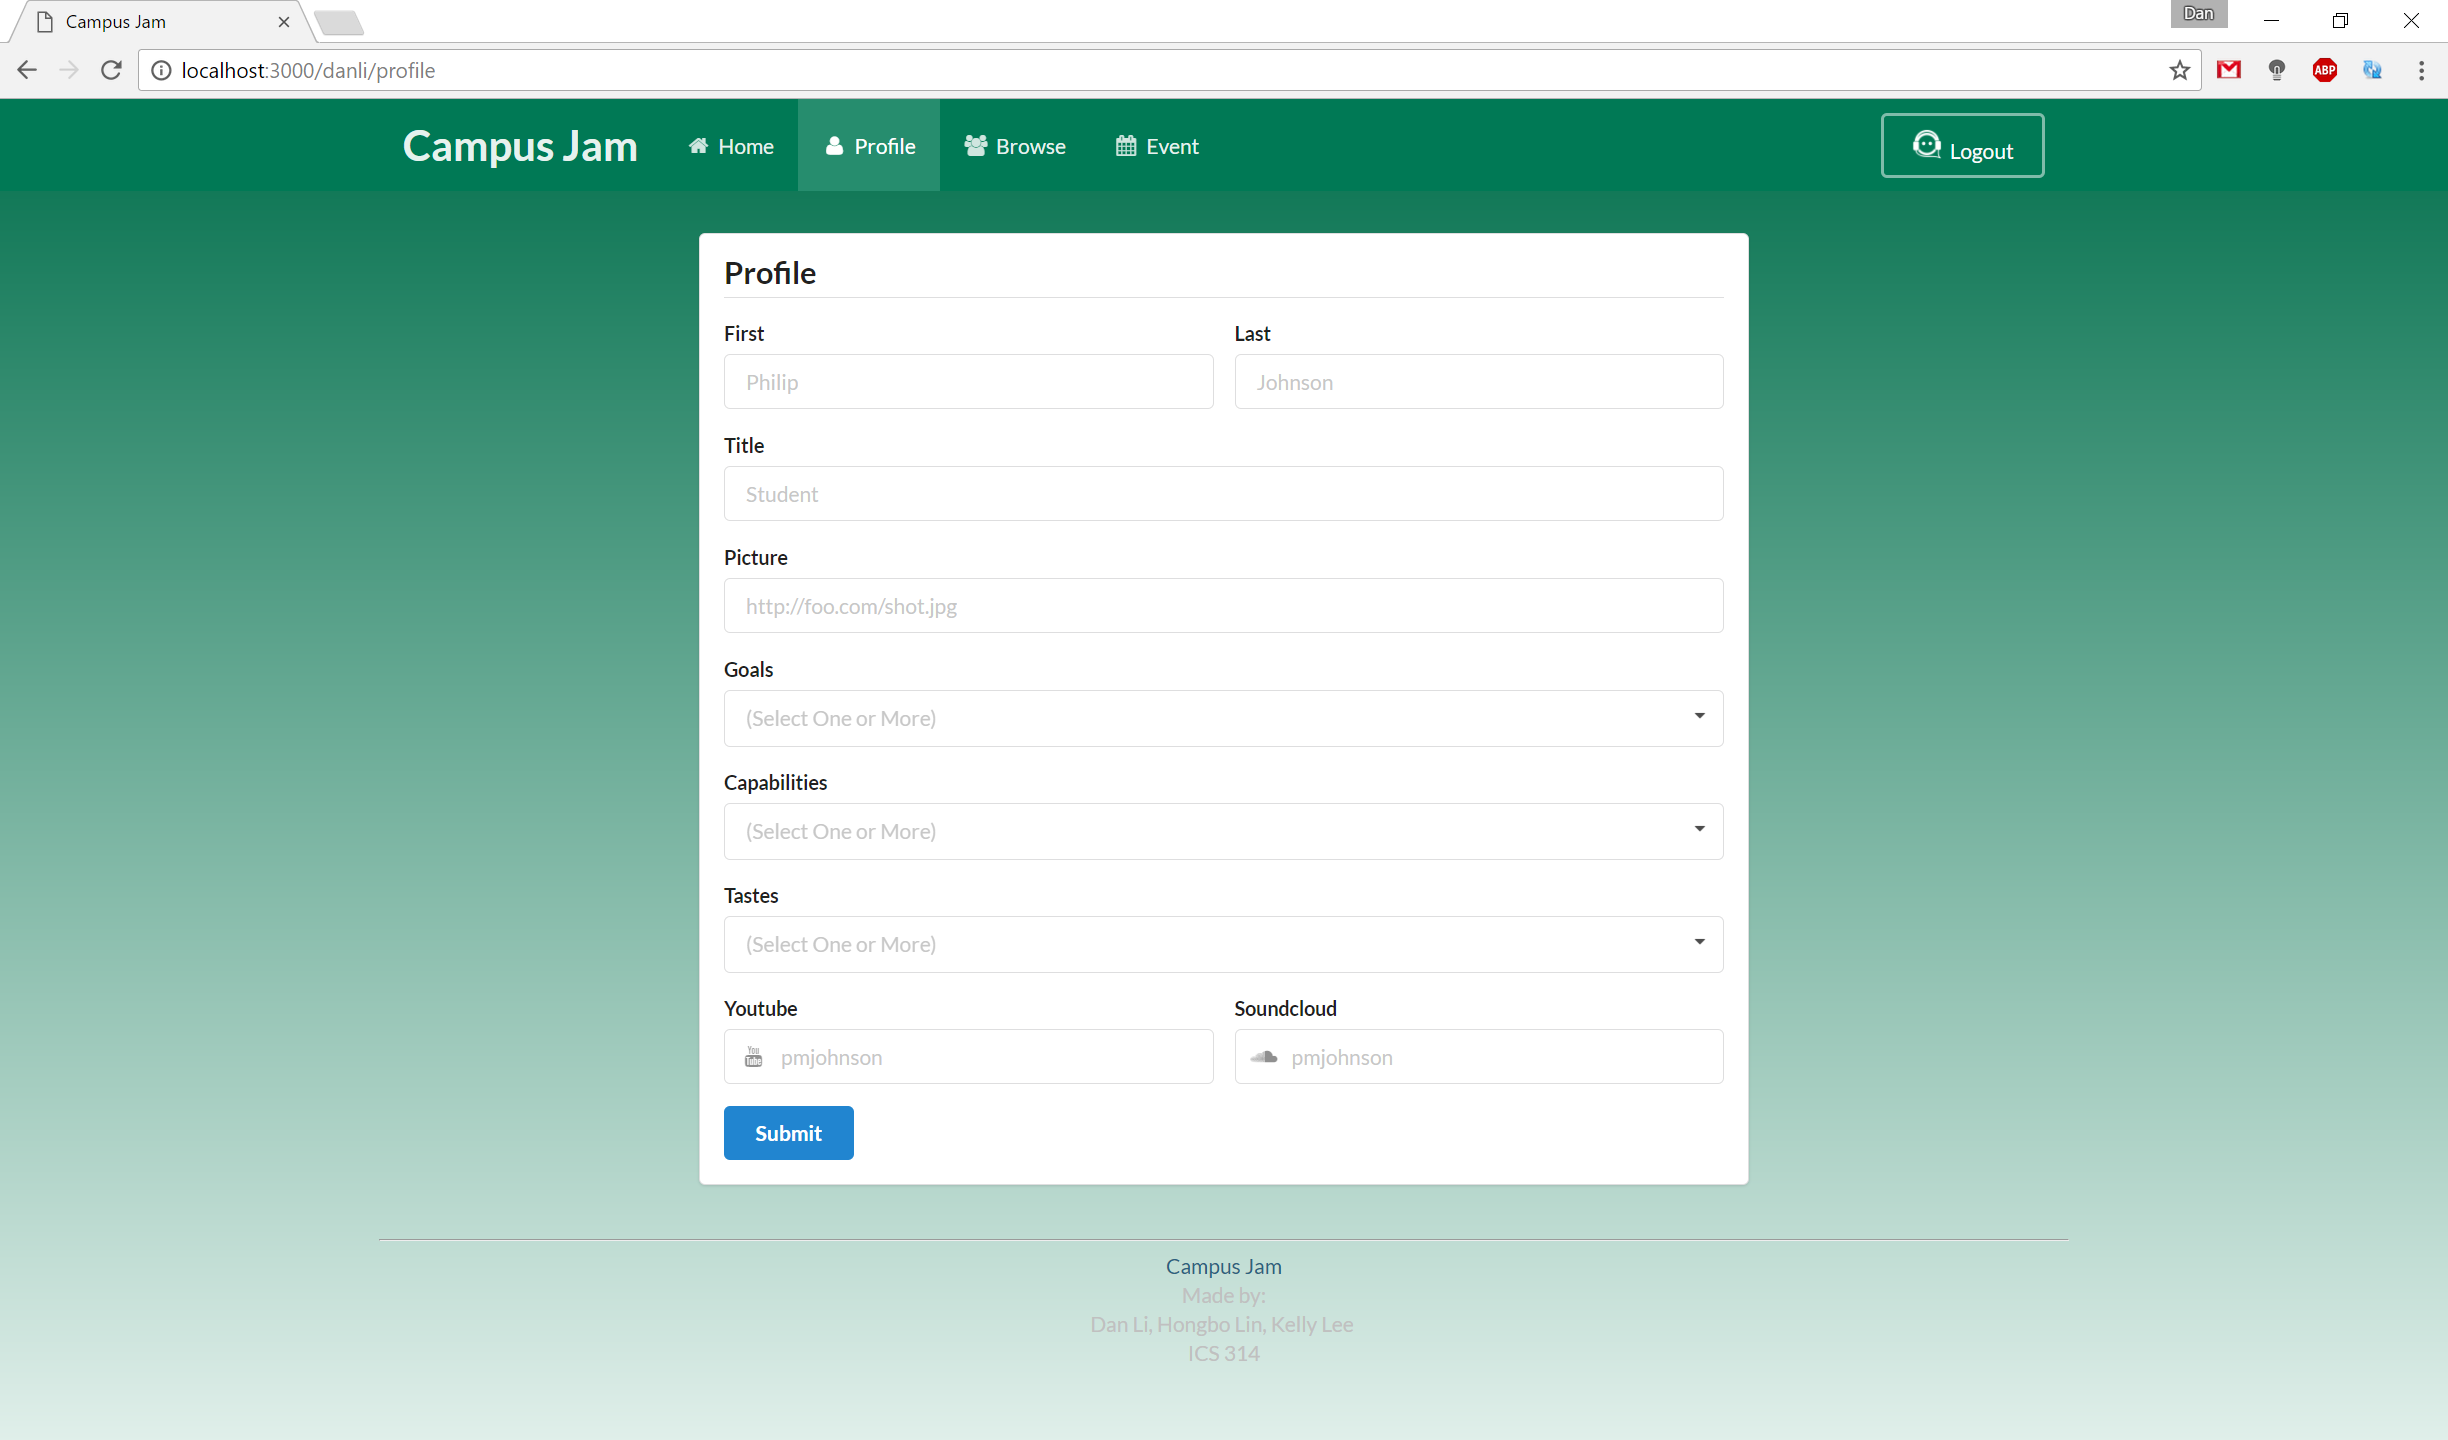 Campus Jam
Dan
localhost:3000/danli/profile
ABP
Campus Jam
Home
Profile
Browse
Event
Logout
Profile
First
Last
Philip
Johnson
Title
Student
Picture
http://foo.com/shot.jpg
Goals
(Select One or More)
Capabilities
(Select One or More)
Tastes
(Select One or More)
Youtube
Soundcloud
You
Tube
pmjohnson
pmjohnson
Submit
Campus Jam
Made by:
Dan Li, Hongbo Lin, Kelly Lee
ICS 314